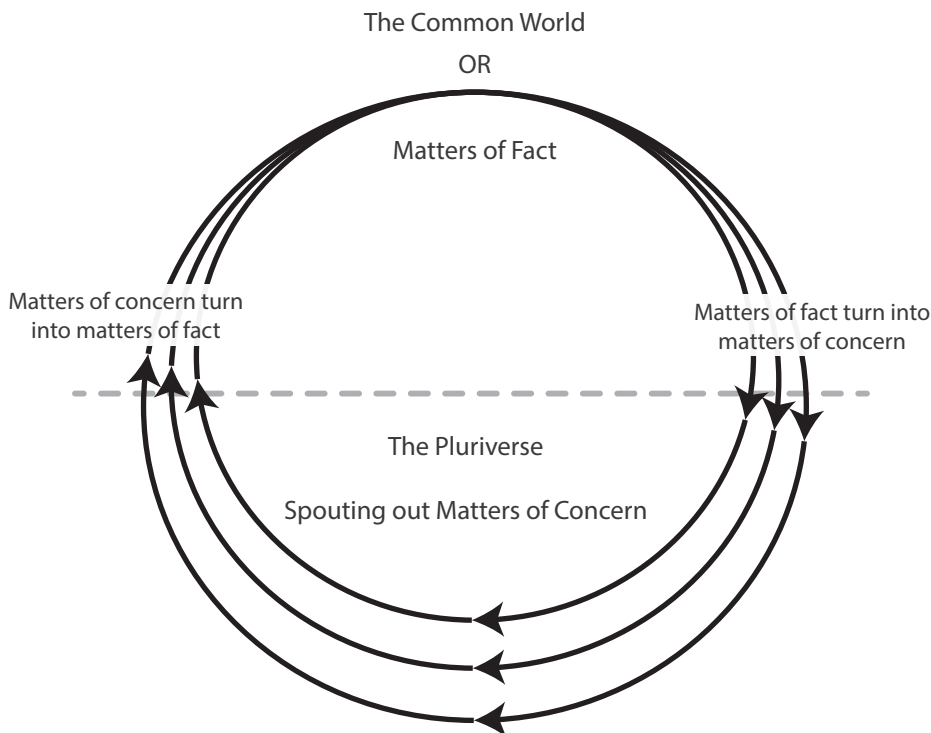 The Common World
OR
Matters of Fact
Matters of concern turn
into matters of fact
Matters of fact turn into
matters of concern
The Pluriverse
Spouting out Matters of Concern